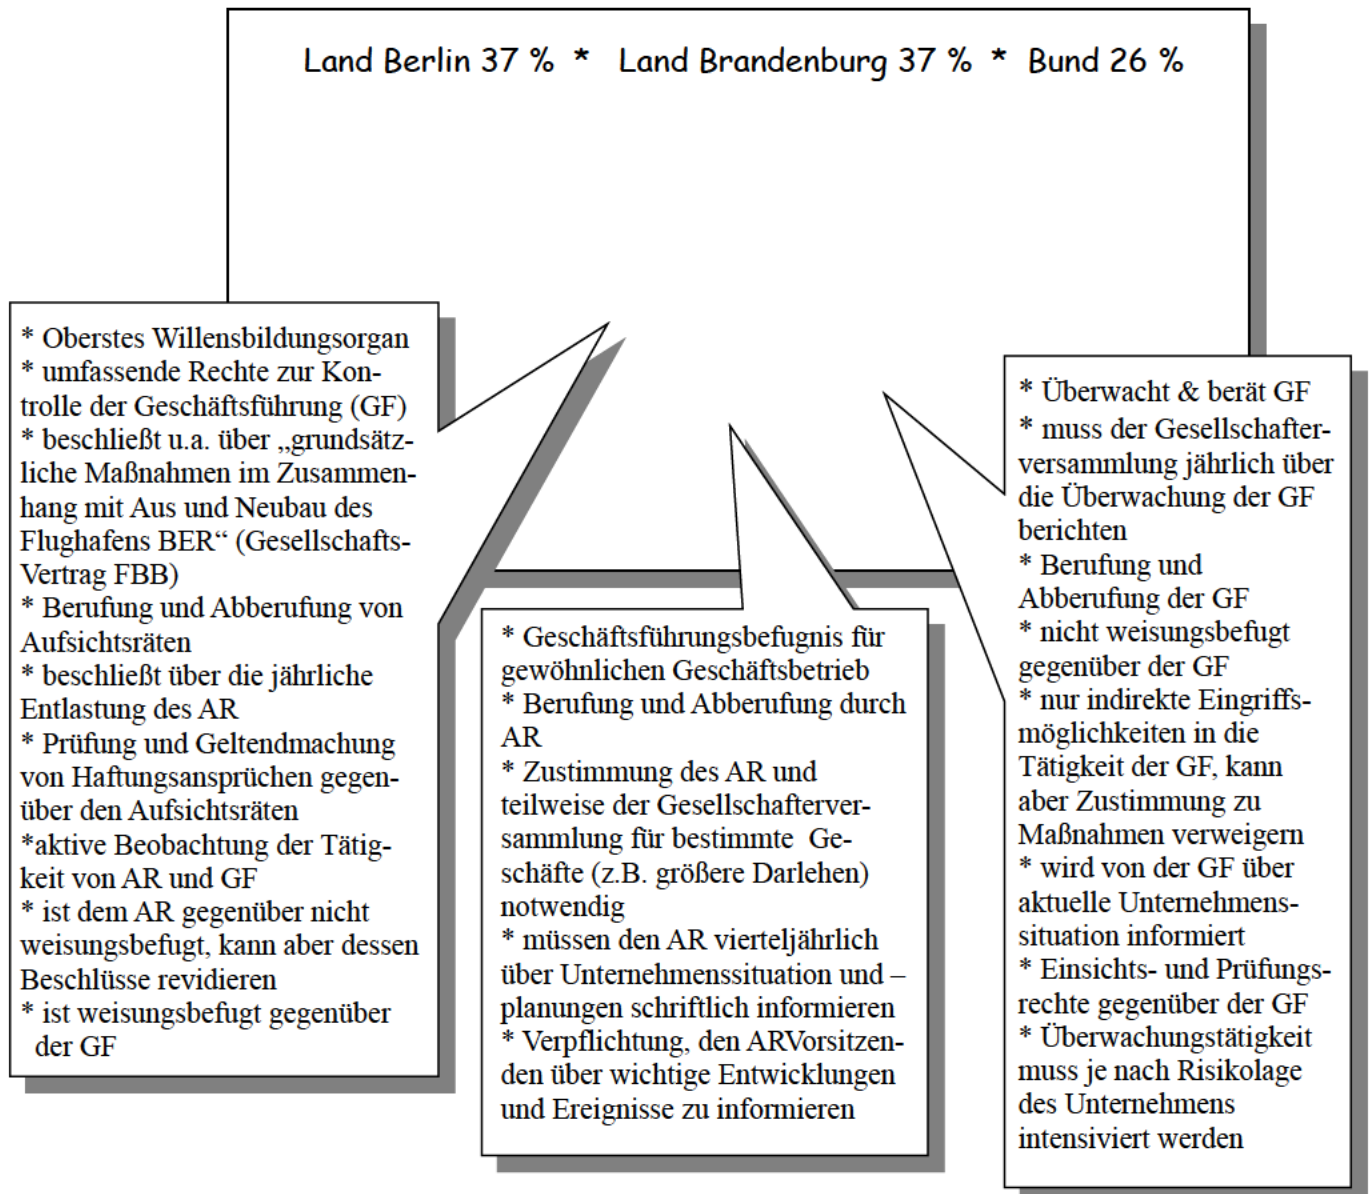 Land Berlin 37 % * Land Brandenburg 37 % * Bund 26 %
* Oberstes Willensbildungsorgan
* umfassende Rechte zur Kon-
trolle der Geschäftsführung (GF)
* beschließt u.a. über „grundsätz-
liche Maßnahmen im Zusammen-
hang mit Aus und Neubau des
Flughafens BER“ (Gesellschafts-
Vertrag FBB)
* Berufung und Abberufung von
Aufsichtsräten
* beschließt über die jährliche
Entlastung des AR
* Prüfung und Geltendmachung
von Haftungsansprüchen gegen-
über den Aufsichtsräten
*aktive Beobachtung der Tätig-
keit von AR und GF
* ist dem AR gegenüber nicht
weisungsbefugt, kann aber dessen
Beschlüsse revidieren
* ist weisungsbefugt gegenüber
der GF
* Geschäftsführungsbefugnis für
gewöhnlichen Geschäftsbetrieb
* Berufung und Abberufung durch
AR
* Zustimmung des AR und
teilweise der Gesellschafterver-
sammlung für bestimmte Ge-
schäfte (z.B. größere Darlehen)
notwendig
* müssen den AR vierteljährlich
über Unternehmenssituation und –
planungen schriftlich informieren
* Verpflichtung, den ARVorsitzen-
den über wichtige Entwicklungen
und Ereignisse zu informieren
* Überwacht & berät GF
* muss der Gesellschafter-
versammlung jährlich über
die Überwachung der GF
berichten
* Berufung und
Abberufung der GF
* nicht weisungsbefugt
gegenüber der GF
* nur indirekte Eingriffs-
möglichkeiten in die
Tätigkeit der GF, kann
aber Zustimmung zu
Maßnahmen verweigern
* wird von der GF über
aktuelle Unternehmens-
situation informiert
* Einsichts- und Prüfungs-
rechte gegenüber der GF
* Überwachungstätigkeit
muss je nach Risikolage
des Unternehmens
intensiviert werden